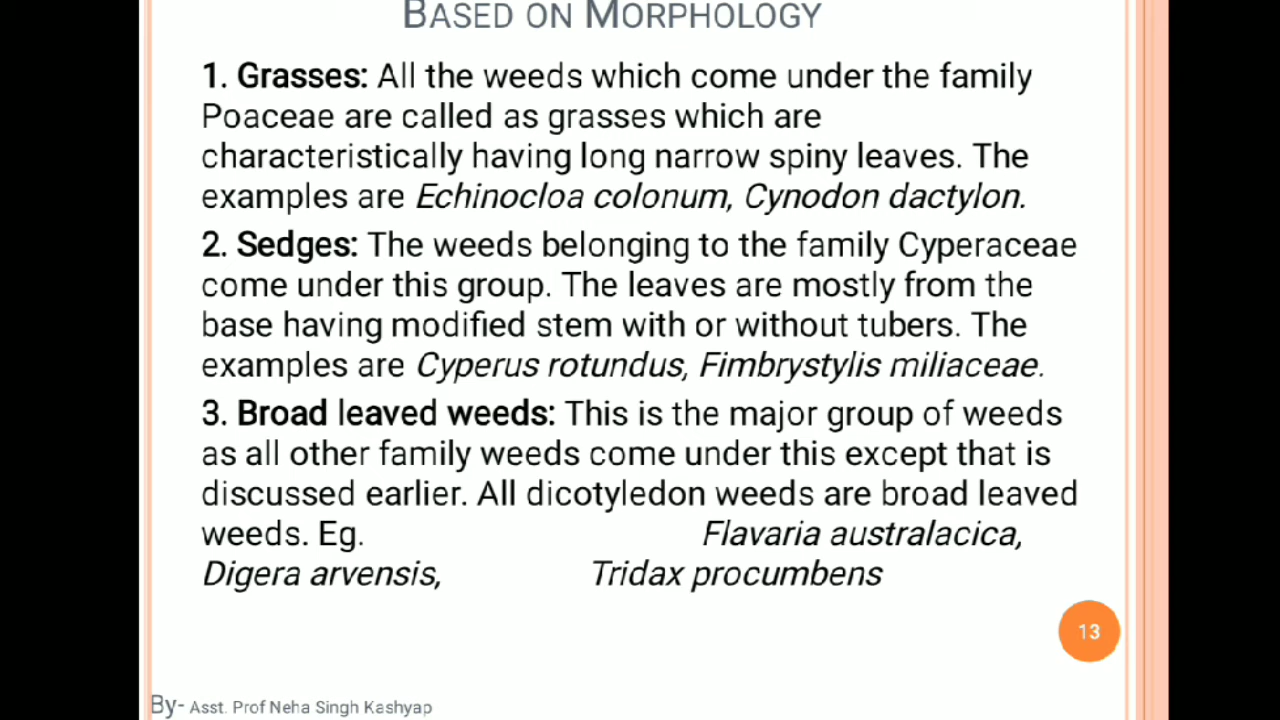 BASED ON MORPHOLOGY
1. Grasses: All the weeds which come under the family
Poaceae are called as grasses which are
characteristically having long narrow spiny leaves. The
examples are Echinocloa colonum, Cynodon dactylon.
2. Sedges: The weeds belonging to the family Cyperaceae
come under this group. The leaves are mostly from the
base having modified stem with or without tubers. The
examples are Cyperus rotundus, Fimbrystylis miliaceae.
3. Broad leaved weeds: This is the major group of weeds
as all other family weeds come under this except that is
discussed earlier. All dicotyledon weeds are broad leaved
weeds. Eg. Flavaria australacica,
Digera arvensis, Tridax procumbens
13
By- Asst. Prof Neha Singh Kashyap